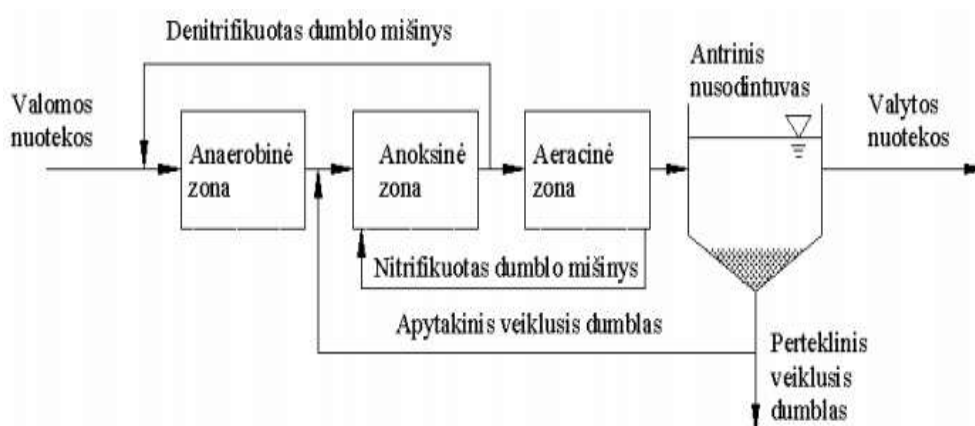 Denitrifikuotas dumblo mišinys
Antrinis
nusodintuvas
Valomos
nuotekos
Valytos
nuotekos
Anaerobinė
zona
Anoksinė
zona
Aeracinė
zona
Nitrifikuotas dumblo mišinys
Apytakinis veiklusis dumblas
Perteklinis
veiklusis
dumblas